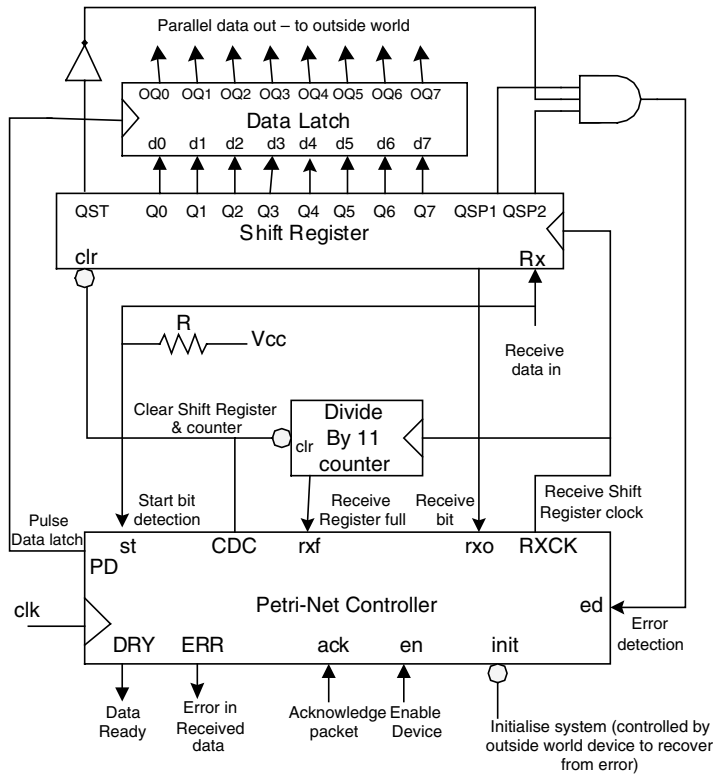 Parallel data out – to outside world
OQ0 OQ1 OQ2 OQ3 OQ4 OQ5 OQ6 OQ7
Data Latch
d0 d1 d2 d3 d4 d5 d6 d7
QST Q0 Q1 Q2 Q3 Q4 Q5 Q6 Q7 QSP1 QSP2
Shift Register
clr
Rx
R
Vcc
Receive
data in
Clear Shift Register
& counter
Divide
By 11
counter
clr
Start bit
detection
Receive
Register full
Receive
bit
Receive Shift
Register clock
Pulse
Data latch
st CDC rxf rxo RXCK
PD
Petri-Net Controller
ed
clk
Error
detection
DRY ERR ack en init
Data
Ready
Error in
Received
data
Acknowledge
packet
Enable
Device
Initialise system (controlled by
outside world device to recover
from error)